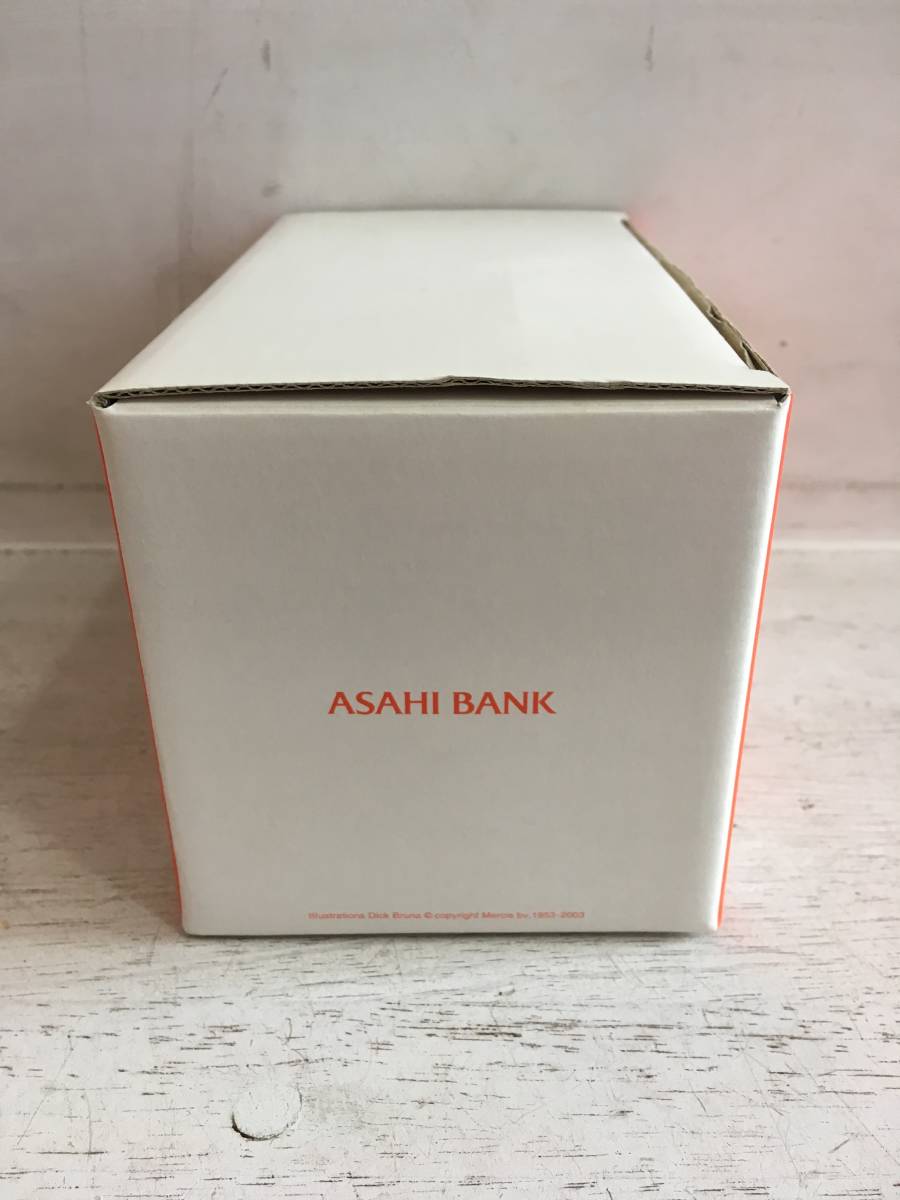 ASAHI BANK
Illustrations Dick Bruna © copyright Mercis bv, 1953-2003